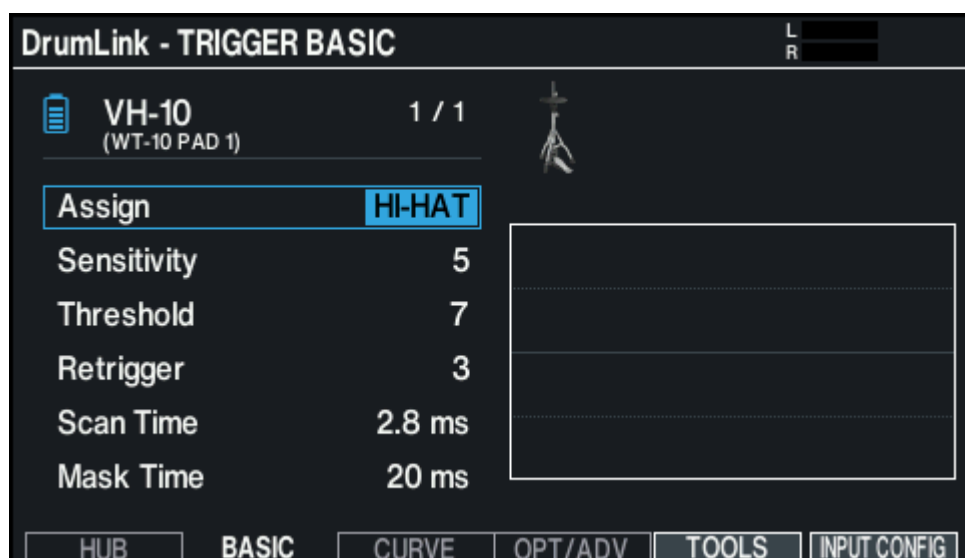 DrumLink - TRIGGER BASIC
L
R
VH-10 1 / 1
(WT-10 PAD 1)
Assign HI-HAT
Sensitivity 5
Threshold 7
Retrigger 3
Scan Time 2.8 ms
Mask Time 20 ms
HUB BASIC CURVE OPT/ADV TOOLS INPUT CONFIG